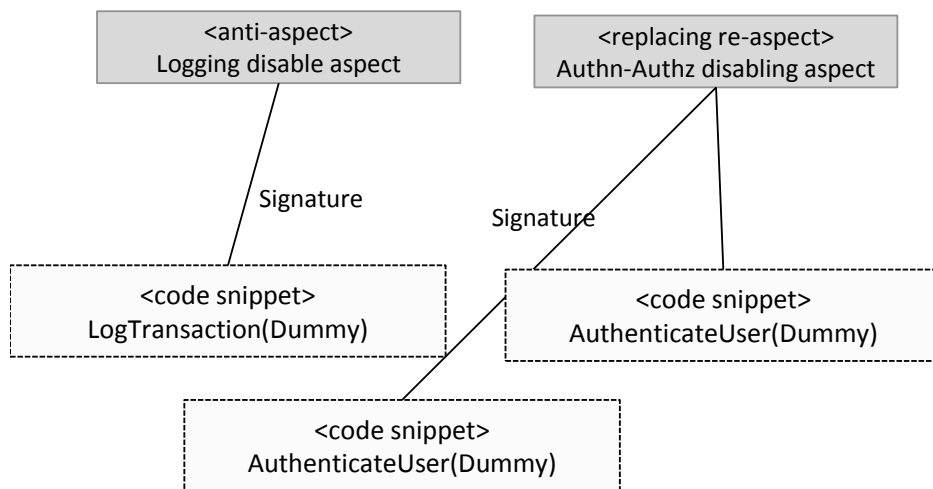 <anti-aspect>
Logging disable aspect
<replacing re-aspect>
Authn-Authz disabling aspect
Signature
Signature
<code snippet>
LogTransaction(Dummy)
<code snippet>
AuthenticateUser(Dummy)
<code snippet>
AuthenticateUser(Dummy)